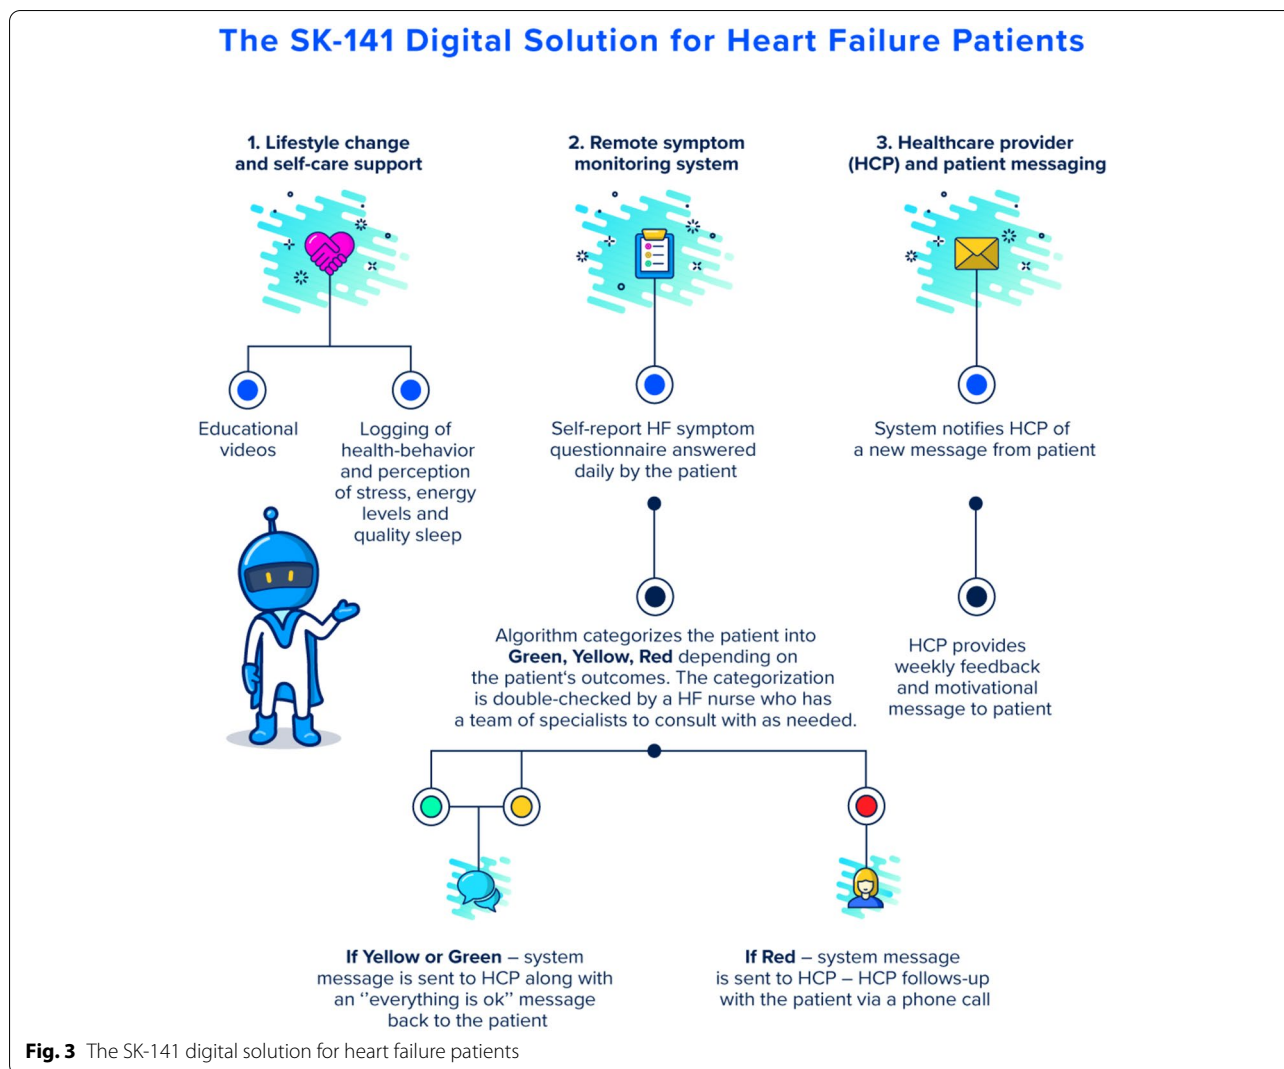 The SK-141 Digital Solution for Heart Failure Patients
1. Lifestyle change
and self-care support
Educational
videos
Logging of
health-behavior
and perception
of stress, energy
levels and
quality sleep
2. Remote symptom
monitoring system
Self-report HF symptom
questionnaire answered
daily by the patient
Algorithm categorizes the patient into
Green, Yellow, Red depending on
the patient‘s outcomes. The categorization
is double-checked by a HF nurse who has
a team of specialists to consult with as needed.
If Yellow or Green – system
message is sent to HCP along with
an ‘‘everything is ok’’ message
back to the patient
If Red – system message
is sent to HCP – HCP follows-up
with the patient via a phone call
3. Healthcare provider
(HCP) and patient messaging
System notifies HCP of
a new message from patient
HCP provides
weekly feedback
and motivational
message to patient
Fig. 3 The SK-141 digital solution for heart failure patients